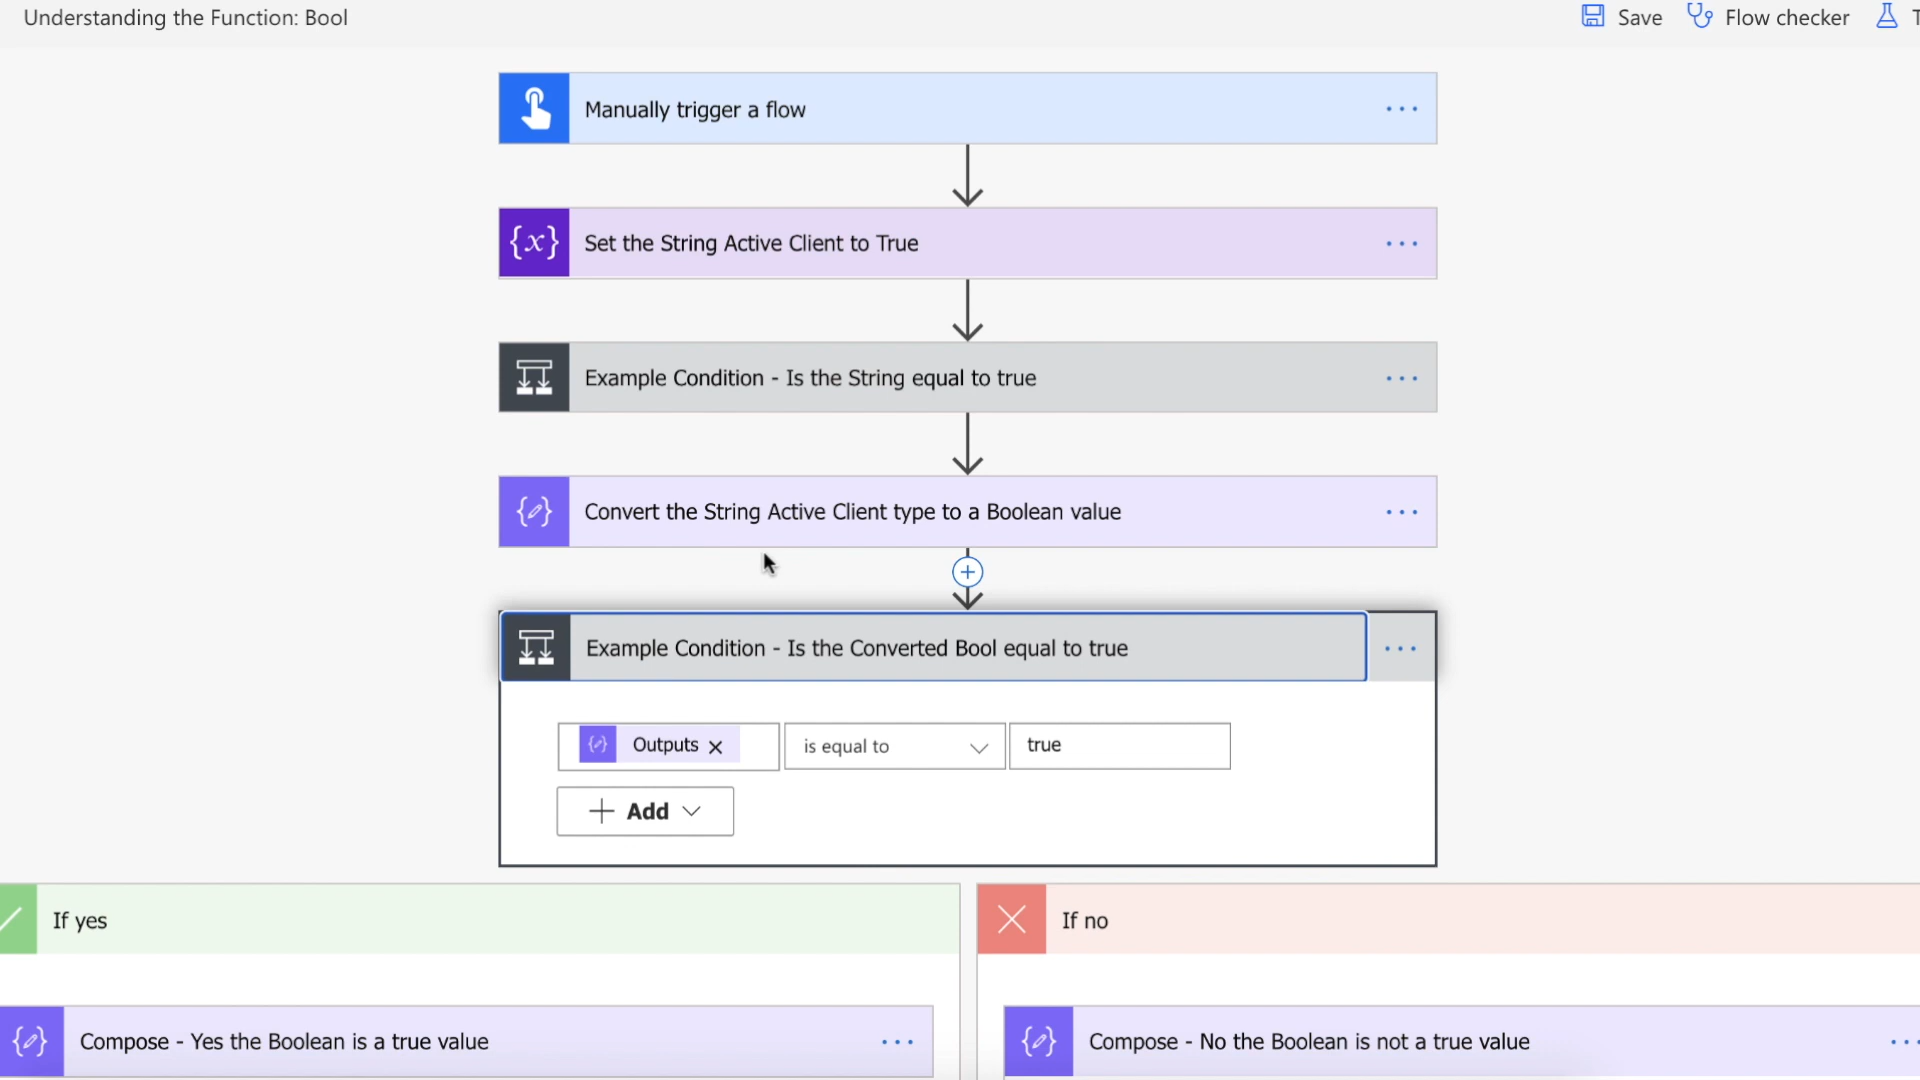 Understanding the Function: Bool
Save
Flow checker
T
Manually trigger a flow
{x}
Set the String Active Client to True
Example Condition - Is the String equal to true
Convert the String Active Client type to a Boolean value
Example Condition - Is the Converted Bool equal to true
Outputs
is equal to
true
Add
If yes
If no
Compose - Yes the Boolean is a true value
Compose - No the Boolean is not a true value